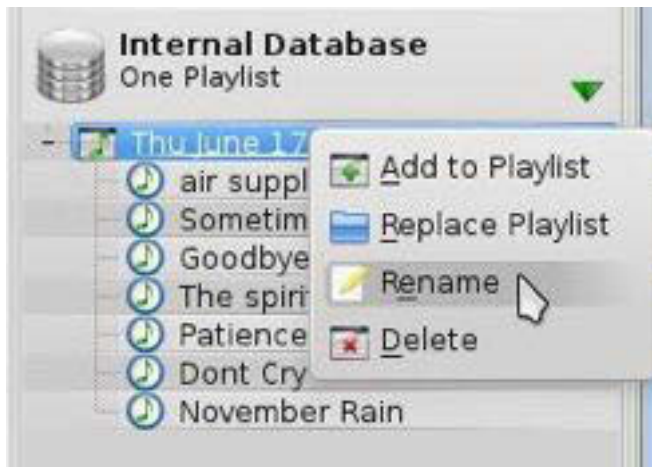 Internal Database
One Playlist
Thu June 17
Add to Playlist
air suppl
Replace Playlist
Sometim
Goodbye
Rename
The spiri
Patience
Delete
Dont Cry
November Rain